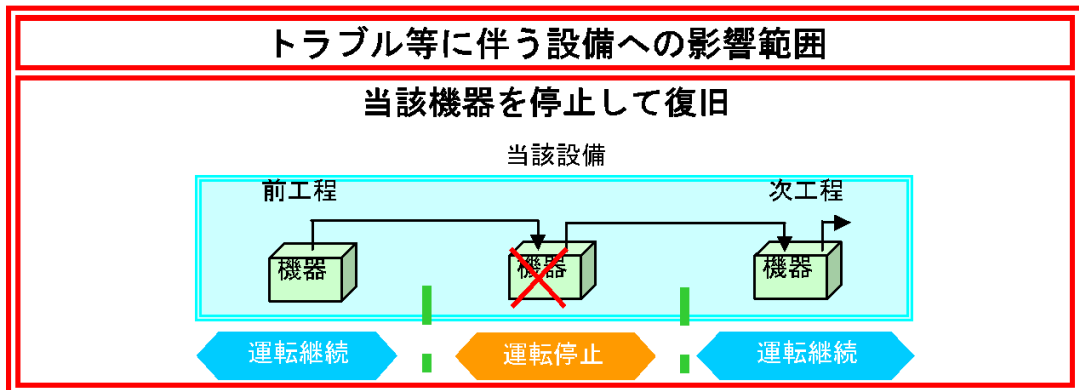 トラブル等に伴う設備への影響範囲
当該機器を停止して復旧
当該設備
前工程
次工程
機器
機器
機器
運転継続
運転停止
運転継続